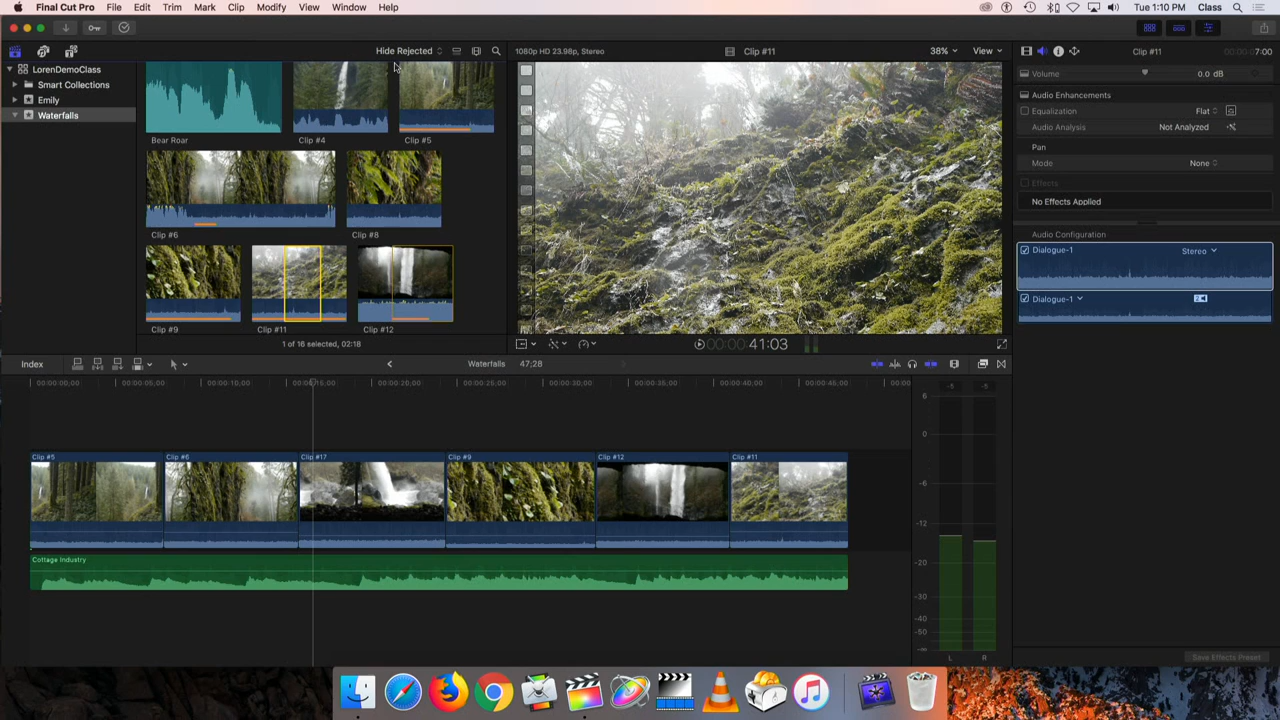 Final Cut Pro File Edit Trim Mark Clip Modify View Window Help
Tue 1:10 PM Class
Hide Rejected
1080p HD 23.98p, Stereo
Clip #11
38% View
Clip #11
7:00
LorenDemoClass
Smart Collections
Emily
Waterfalls
Bear Roar
Clip #4
Clip #5
Clip #6
Clip #8
Clip #9
Clip #11
Clip #12
1 of 16 selected, 02:18
00:00:00:41:03
Volume
0.0 dB
Audio Enhancements
Equalization
Flat
Audio Analysis
Not Analyzed
Pan
Mode
None
Effects
No Effects Applied
Audio Configuration
Dialogue-1
Stereo
Dialogue-1
Index
Waterfalls
47;28
00:00:00;00
00:00:05;00
00:00:10;00
00:00:15;00
00:00:20;00
00:00:25;00
00:00:30;00
00:00:35;00
00:00:40;00
00:00:45;00
00:00
Clip #5
Clip #6
Clip #17
Clip #9
Clip #12
Clip #11
Cottage Industry
-5 -5
6
0
-6
-12
-20
-30
-40
-50
-∞
L R
Save Effects Preset